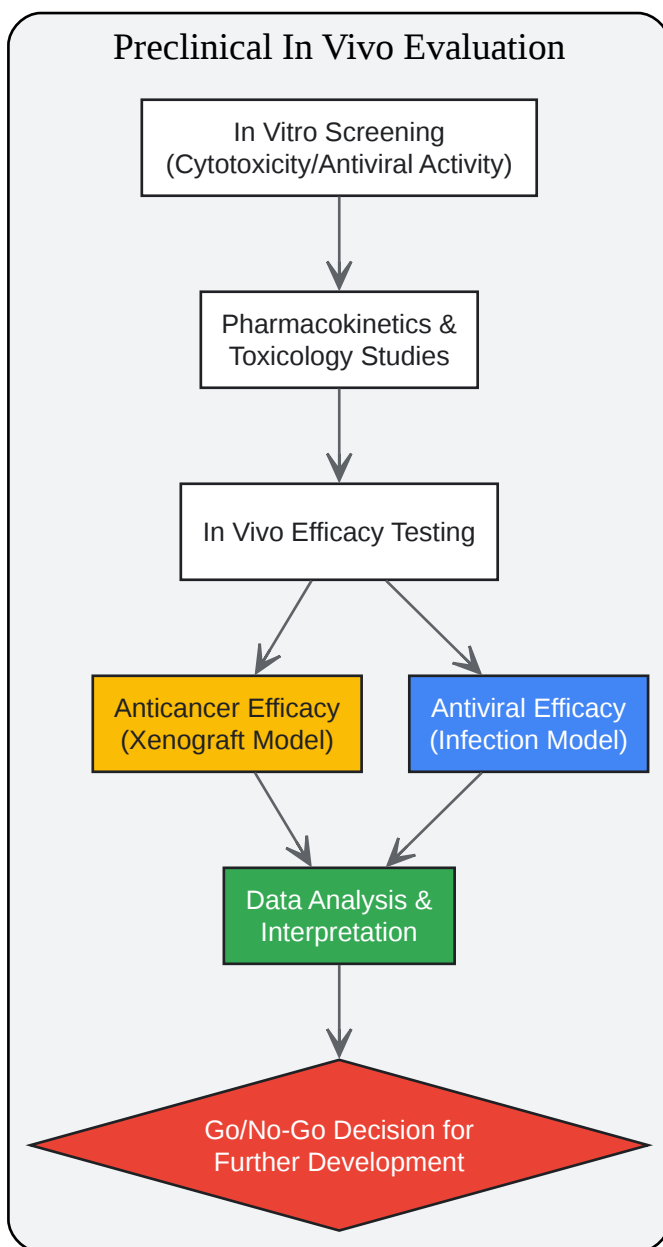 Preclinical In Vivo Evaluation
In Vitro Screening
(Cytotoxicity/Antiviral Activity)
Pharmacokinetics &
Toxicology Studies
In Vivo Efficacy Testing
Anticancer Efficacy
(Xenograft Model)
Antiviral Efficacy
(Infection Model)
Data Analysis &
Interpretation
Go/No-Go Decision for
Further Development